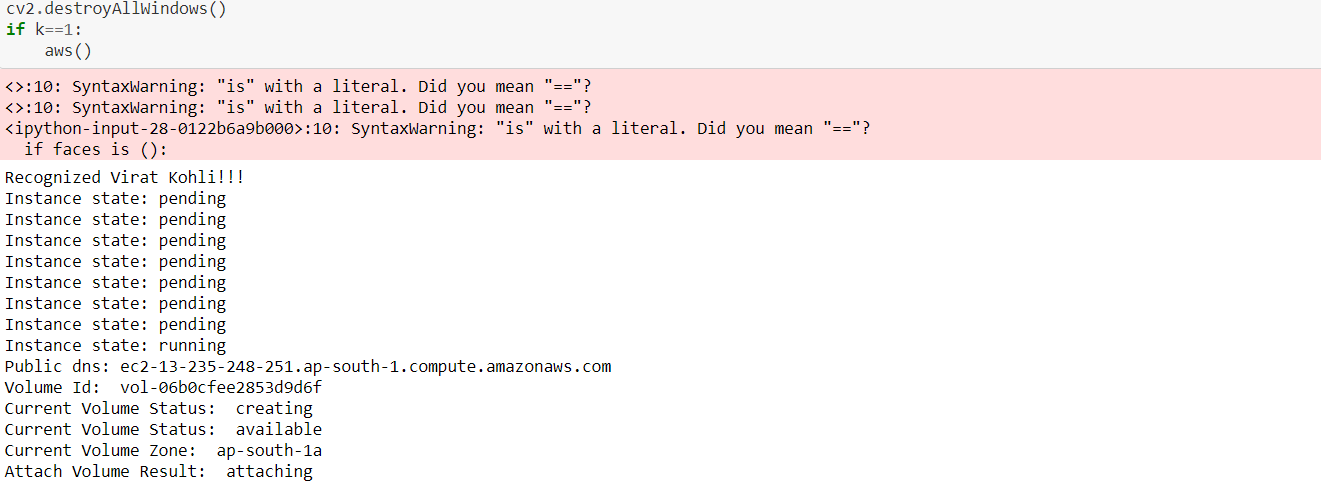 cv2.destroyAllWindows()
if k==1:
    aws()
<>:10: SyntaxWarning: "is" with a literal. Did you mean "=="?
<>:10: SyntaxWarning: "is" with a literal. Did you mean "=="?
<ipython-input-28-0122b6a9b000>:10: SyntaxWarning: "is" with a literal. Did you mean "=="?
  if faces is ():
Recognized Virat Kohli!!!
Instance state: pending
Instance state: pending
Instance state: pending
Instance state: pending
Instance state: pending
Instance state: pending
Instance state: pending
Instance state: running
Public dns: ec2-13-235-248-251.ap-south-1.compute.amazonaws.com
Volume Id:  vol-06b0cfee2853d9d6f
Current Volume Status:  creating
Current Volume Status:  available
Current Volume Zone:  ap-south-1a
Attach Volume Result:  attaching